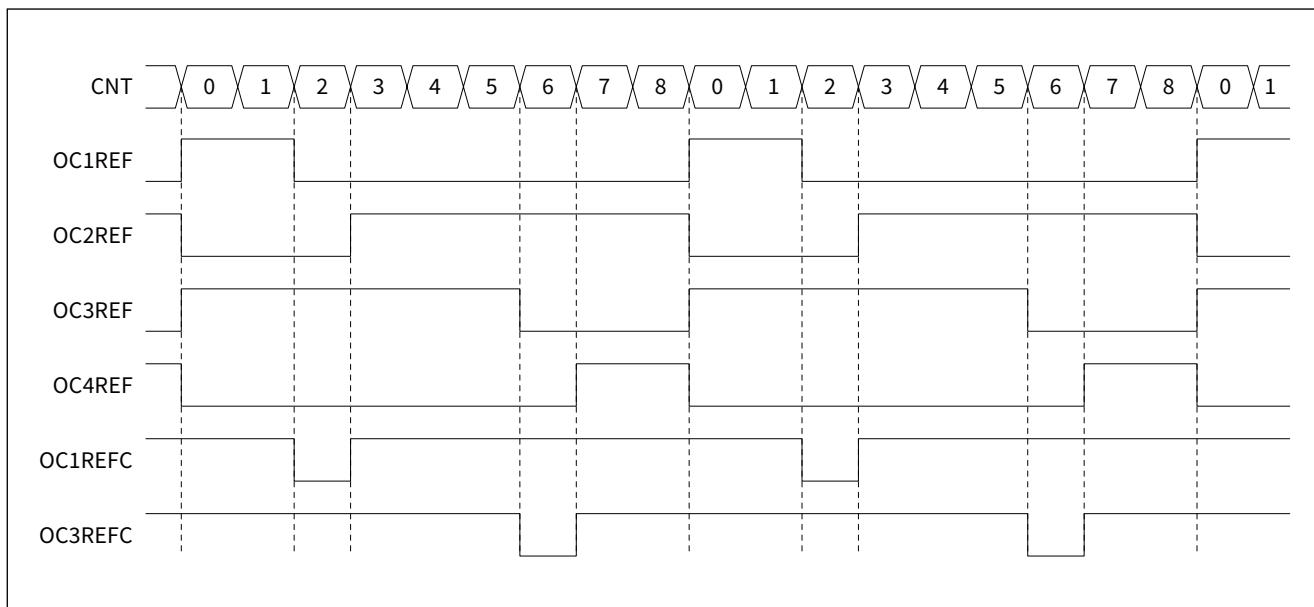 CNT 0 1 2 3 4 5 6 7 8 0 1 2 3 4 5 6 7 8 0 1
OC1REF
OC2REF
OC3REF
OC4REF
OC1REFC
OC3REFC